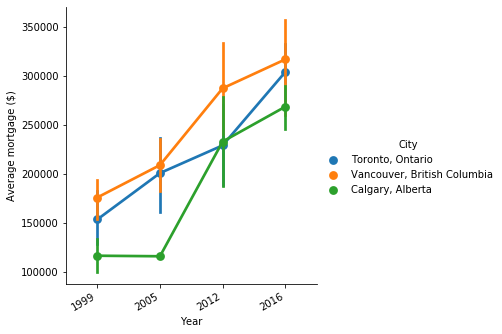 350000
300000
250000
200000
150000
100000
Average mortgage ($)
1999
2005
2012
2016
Year
City
Toronto, Ontario
Vancouver, British Columbia
Calgary, Alberta